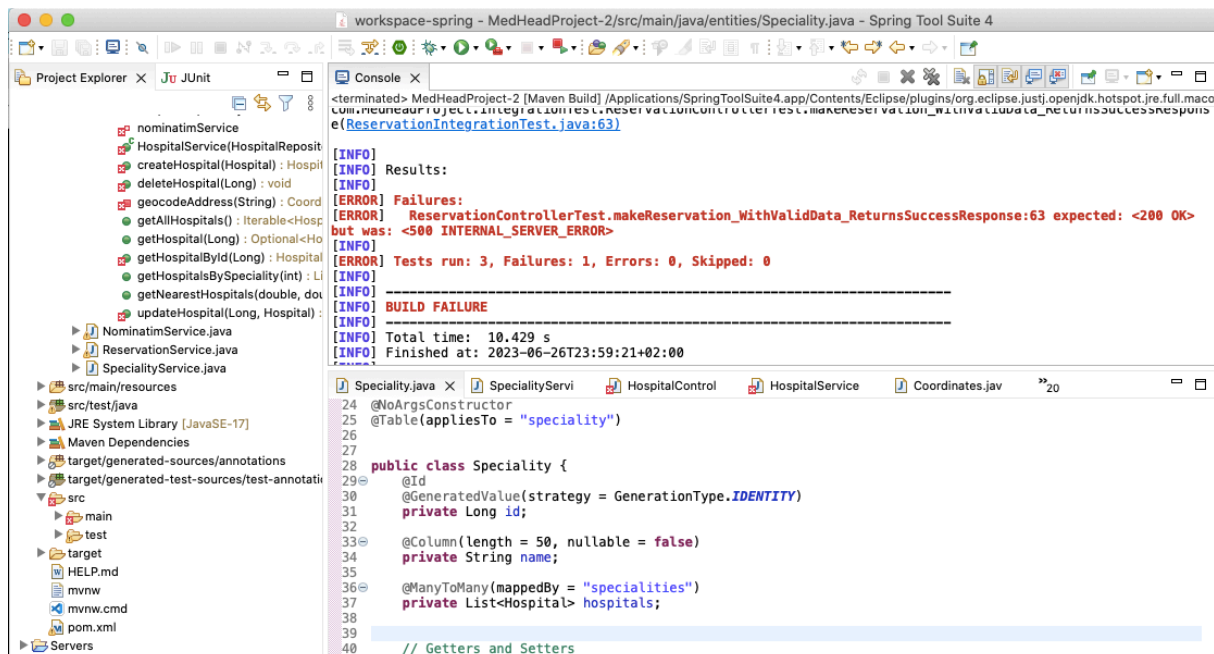 workspace-spring - MedHeadProject-2/src/main/java/entities/Speciality.java - Spring Tool Suite 4
Project Explorer
JUnit
nominatimService
HospitalService(HospitalReposit
createHospital(Hospital) : Hospit
deleteHospital(Long) : void
geocodeAddress(String) : Coord
getAllHospitals() : Iterable<Hosp
getHospital(Long) : Optional<Ho
getHospitalById(Long) : Hospital
getHospitalsBySpeciality(int) : Li
getNearestHospitals(double, dou
updateHospital(Long, Hospital) :
NominatimService.java
ReservationService.java
SpecialityService.java
src/main/resources
src/test/java
JRE System Library [JavaSE-17]
Maven Dependencies
target/generated-sources/annotations
target/generated-test-sources/test-annotati
src
main
test
target
HELP.md
mvnw
mvnw.cmd
pom.xml
Servers
Console
<terminated> MedHeadProject-2 [Maven Build] /Applications/SpringToolSuite4.app/Contents/Eclipse/plugins/org.eclipse.justj.openjdk.hotspot.jre.full.maco
com.MedHeadProject.IntegrationTest.ReservationControllerTest.makeReservation_WithValidData_ReturnsSuccessRespons
e(ReservationIntegrationTest.java:63)
[INFO]
[INFO] Results:
[INFO]
[ERROR] Failures:
[ERROR]   ReservationControllerTest.makeReservation_WithValidData_ReturnsSuccessResponse:63 expected: <200 OK>
but was: <500 INTERNAL_SERVER_ERROR>
[INFO]
[ERROR] Tests run: 3, Failures: 1, Errors: 0, Skipped: 0
[INFO]
[INFO] ------------------------------------------------------------------------
[INFO] BUILD FAILURE
[INFO] ------------------------------------------------------------------------
[INFO] Total time:  10.429 s
[INFO] Finished at: 2023-06-26T23:59:21+02:00
Speciality.java
SpecialityServi
HospitalControl
HospitalService
Coordinates.jav
»20
24 @NoArgsConstructor
25 @Table(appliesTo = "speciality")
26
27
28 public class Speciality {
29     @Id
30     @GeneratedValue(strategy = GenerationType.IDENTITY)
31     private Long id;
32
33     @Column(length = 50, nullable = false)
34     private String name;
35
36     @ManyToMany(mappedBy = "specialities")
37     private List<Hospital> hospitals;
38
39
40     // Getters and Setters